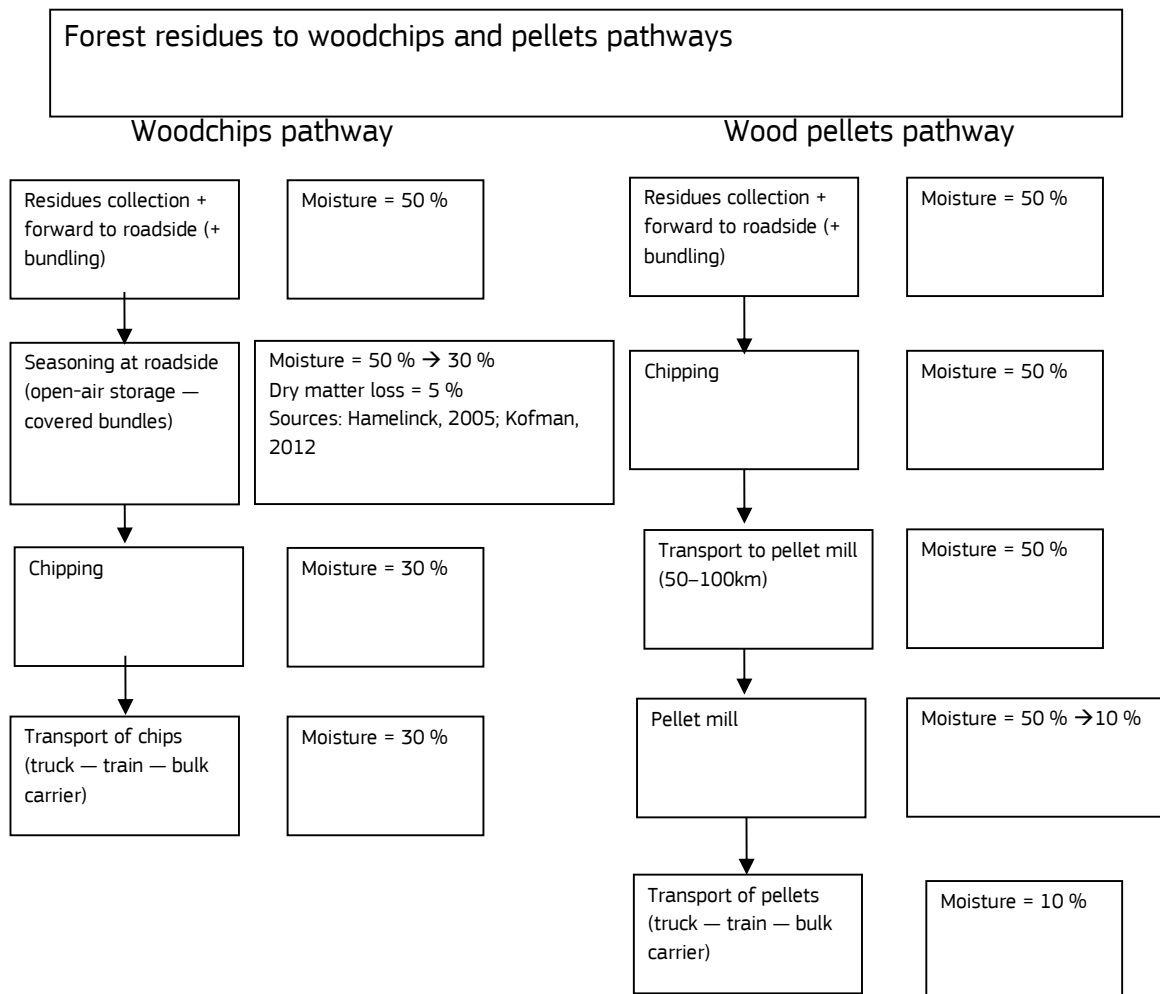 Forest residues to woodchips and pellets pathways
Woodchips pathway
Residues collection +
forward to roadside (+
bundling)
Moisture = 50 %
Seasoning at roadside
(open-air storage —
covered bundles)
Moisture = 50 % → 30 %
Dry matter loss = 5 %
Sources: Hamelinck, 2005; Kofman,
2012
Chipping
Moisture = 30 %
Transport of chips
(truck — train — bulk
carrier)
Moisture = 30 %
Wood pellets pathway
Residues collection +
forward to roadside (+
bundling)
Moisture = 50 %
Chipping
Moisture = 50 %
Transport to pellet mill
(50–100km)
Moisture = 50 %
Pellet mill
Moisture = 50 % →10 %
Transport of pellets
(truck — train — bulk
carrier)
Moisture = 10 %